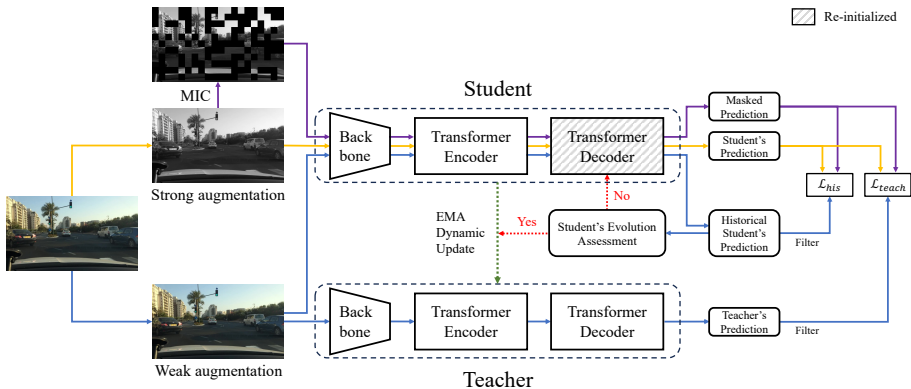 Re-initialized
MIC
Student
Masked
Prediction
Back
bone
Transformer
Encoder
Transformer
Decoder
Student's
Prediction
Strong augmentation
ℒ_his
ℒ_teach
No
EMA
Dynamic
Update
Yes
Student's Evolution
Assessment
Historical
Student's
Prediction
Filter
Back
bone
Transformer
Encoder
Transformer
Decoder
Teacher's
Prediction
Filter
Weak augmentation
Teacher